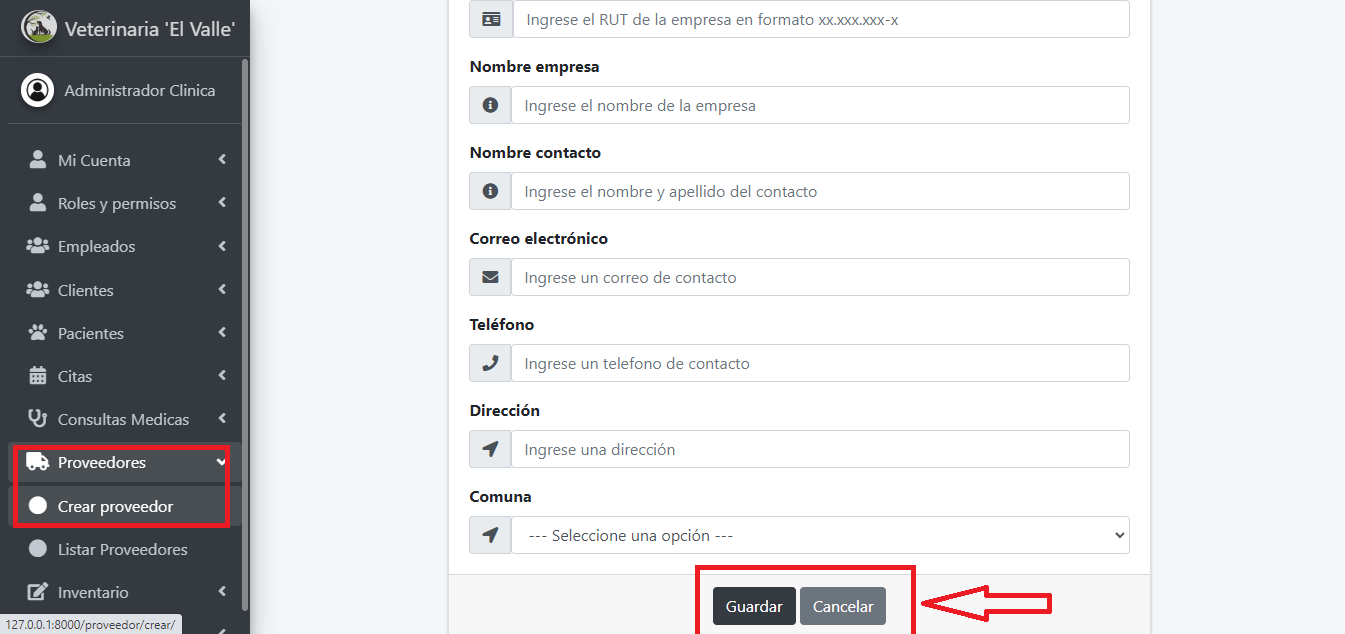 Veterinaria 'El Valle'
Administrador Clinica
Mi Cuenta
Roles y permisos
Empleados
Clientes
Pacientes
Citas
Consultas Medicas
Proveedores
Crear proveedor
Listar Proveedores
Inventario
127.0.0.1:8000/proveedor/crear/
Ingrese el RUT de la empresa en formato xx.xxx.xxx-x
Nombre empresa
Ingrese el nombre de la empresa
Nombre contacto
Ingrese el nombre y apellido del contacto
Correo electrónico
Ingrese un correo de contacto
Teléfono
Ingrese un telefono de contacto
Dirección
Ingrese una dirección
Comuna
--- Seleccione una opción ---
Guardar Cancelar